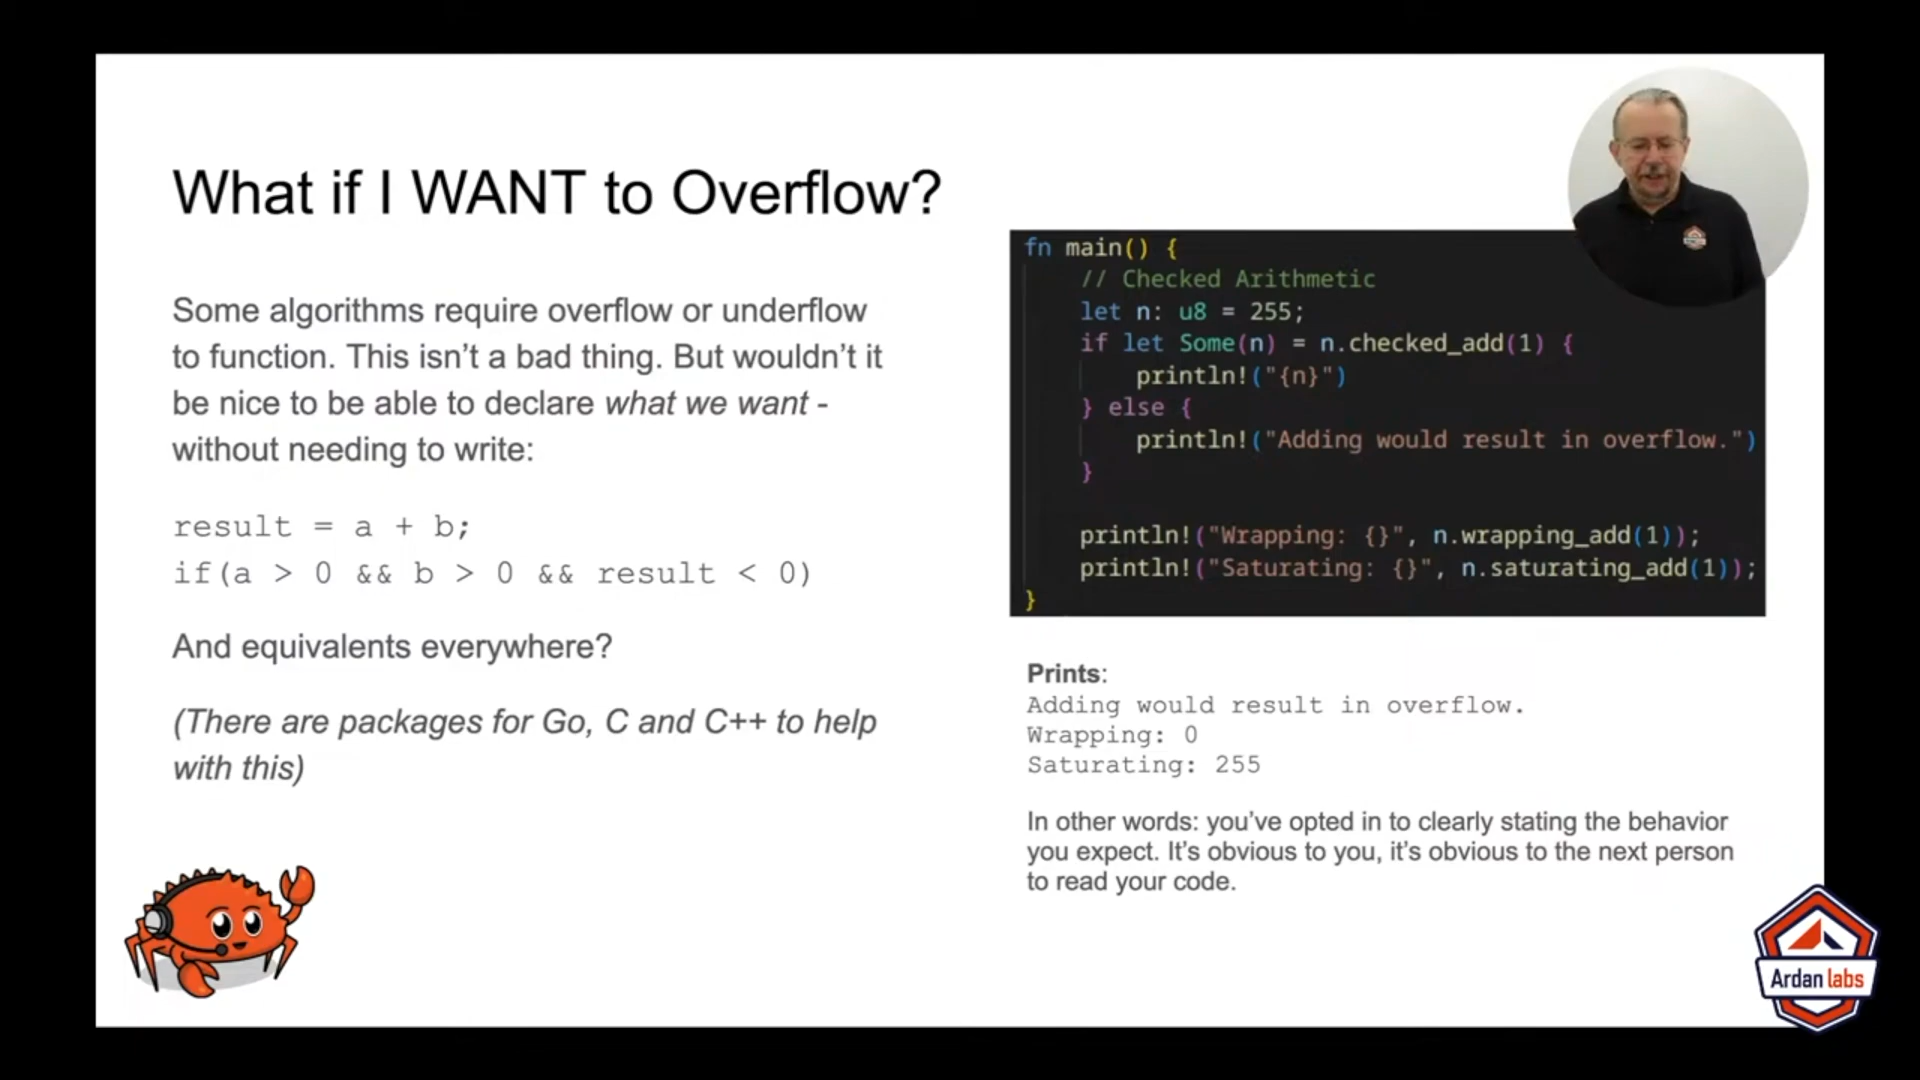 What if I WANT to Overflow?
Some algorithms require overflow or underflow
to function. This isn't a bad thing. But wouldn't it
be nice to be able to declare what we want -
without needing to write:
result = a + b;
if(a > 0 && b > 0 && result < 0)
And equivalents everywhere?
(There are packages for Go, C and C++ to help
with this)
fn main() {
    // Checked Arithmetic
    let n: u8 = 255;
    if let Some(n) = n.checked_add(1) {
        println!("{n}")
    } else {
        println!("Adding would result in overflow.")
    }
    println!("Wrapping: {}", n.wrapping_add(1));
    println!("Saturating: {}", n.saturating_add(1));
}
Prints:
Adding would result in overflow.
Wrapping: 0
Saturating: 255
In other words: you've opted in to clearly stating the behavior
you expect. It's obvious to you, it's obvious to the next person
to read your code.
Ardan labs